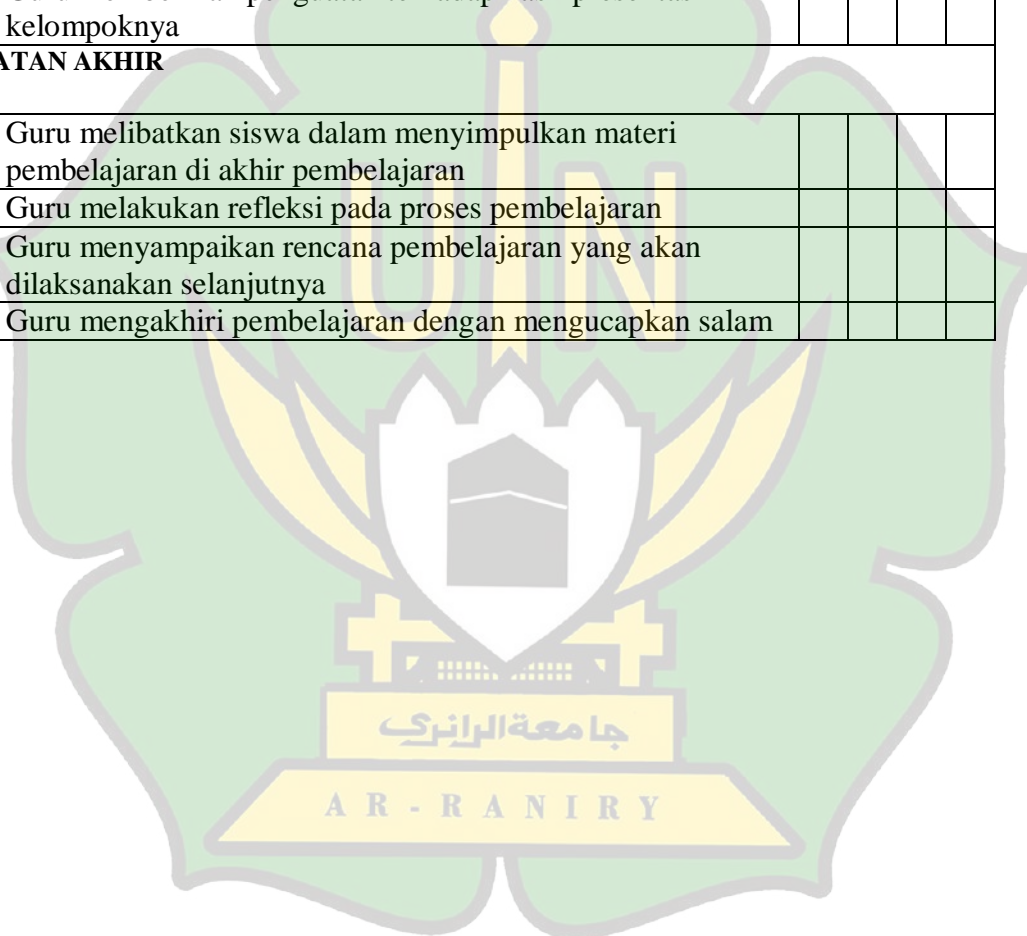 kelompoknya
ATAN AKHIR
Guru melibatkan siswa dalam menyimpulkan materi
pembelajaran di akhir pembelajaran
Guru melakukan refleksi pada proses pembelajaran
Guru menyampaikan rencana pembelajaran yang akan
dilaksanakan selanjutnya
Guru mengakhiri pembelajaran dengan mengucapkan salam
UIN
جامعةالرانري
AR-RANIRY